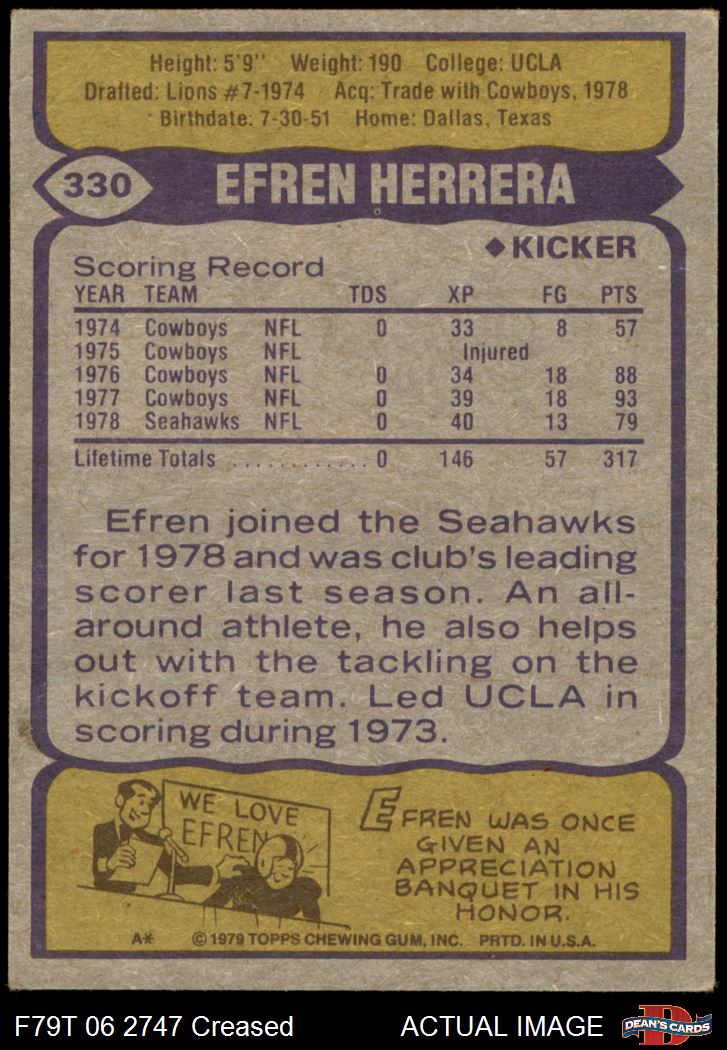 Height: 5'9'' Weight: 190 College: UCLA
Drafted: Lions #7-1974 Acq: Trade with Cowboys, 1978
Birthdate: 7-30-51 Home: Dallas, Texas
330 EFREN HERRERA
◆ KICKER
Scoring Record
YEAR TEAM TDS XP FG PTS
1974 Cowboys NFL 0 33 8 57
1975 Cowboys NFL Injured
1976 Cowboys NFL 0 34 18 88
1977 Cowboys NFL 0 39 18 93
1978 Seahawks NFL 0 40 13 79
Lifetime Totals ............ 0 146 57 317
Efren joined the Seahawks
for 1978 and was club's leading
scorer last season. An all-
around athlete, he also helps
out with the tackling on the
kickoff team. Led UCLA in
scoring during 1973.
WE LOVE
EFREN
EFREN WAS ONCE
GIVEN AN
APPRECIATION
BANQUET IN HIS
HONOR.
A* © 1979 TOPPS CHEWING GUM, INC. PRTD. IN U.S.A.
F79T 06 2747 Creased ACTUAL IMAGE
D
DEAN'S CARDS